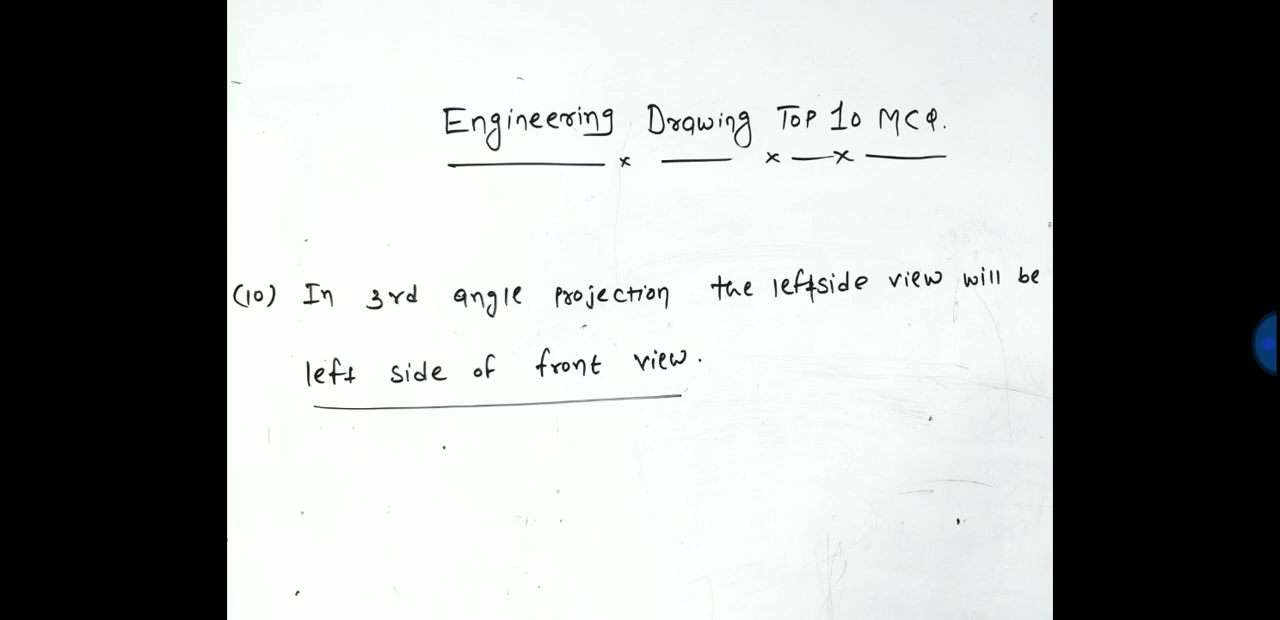 Engineering Drawing Top 10 MCQ.
(10) In 3rd angle projection the leftside view will be
left side of front view.